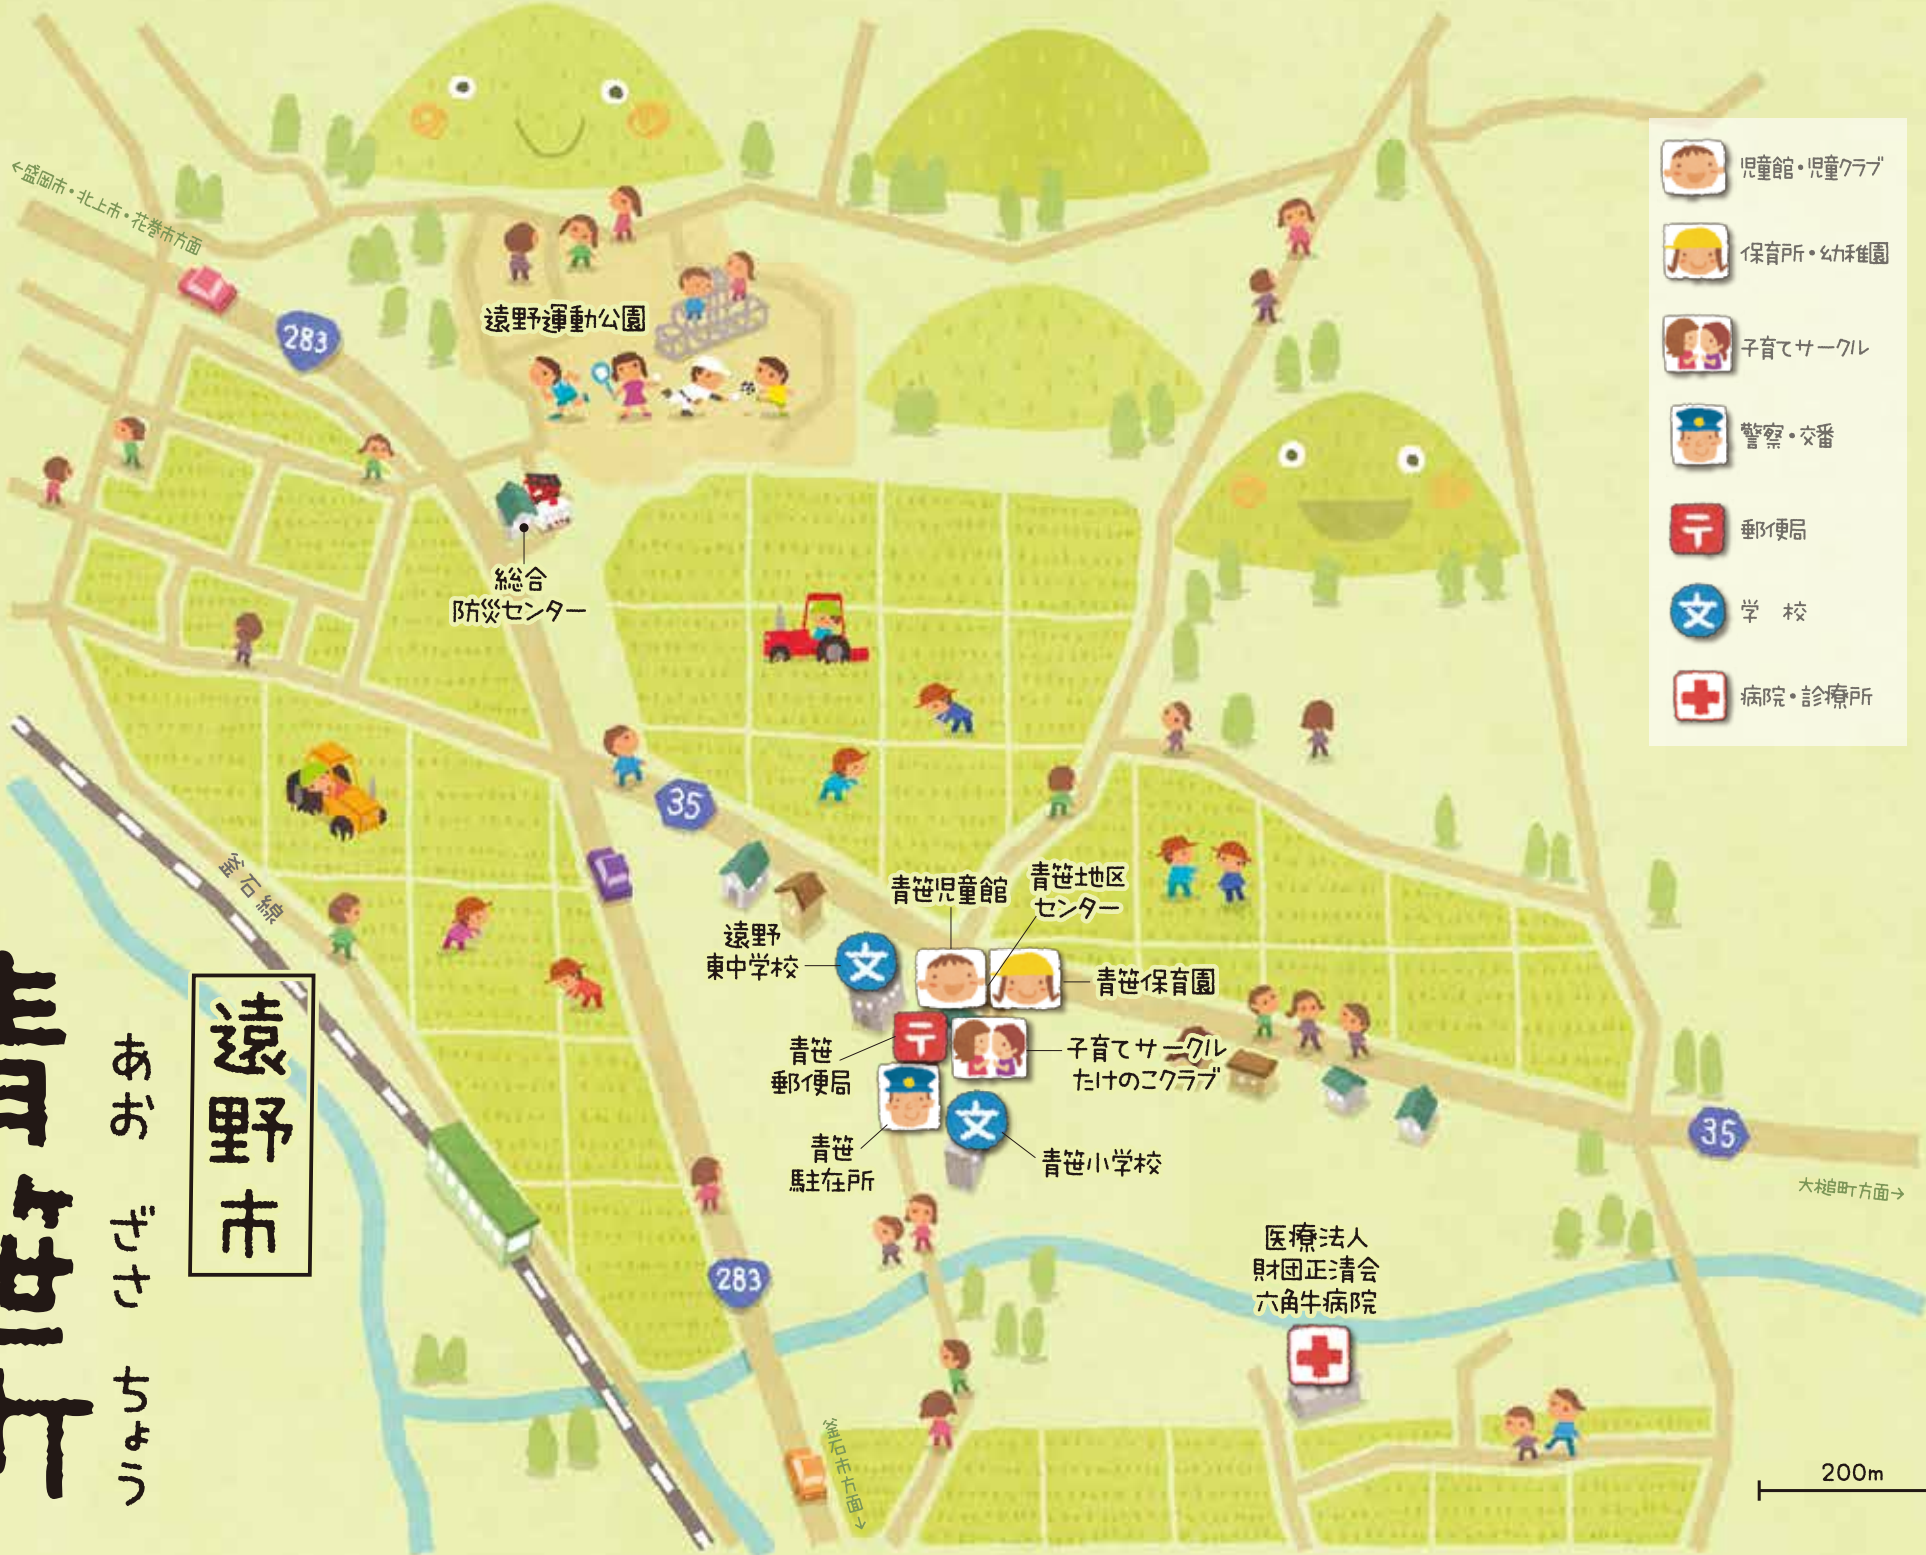 ←盛岡市・北上市・花巻市方面
283
遠野運動公園
総合
防災センター
35
釜石線
遠野
東中学校
青笹児童館
青笹地区
センター
青笹保育園
青笹
郵便局
子育てサークル
たけのこクラブ
青笹
駐在所
青笹小学校
35
大槌町方面→
283
医療法人
財団正清会
六角牛病院
釜石市方面→
200m
遠野市
あおざさちょう
児童館・児童クラブ
保育所・幼稚園
子育てサークル
警察・交番
〒
郵便局
文
学 校
病院・診療所
文
〒
文